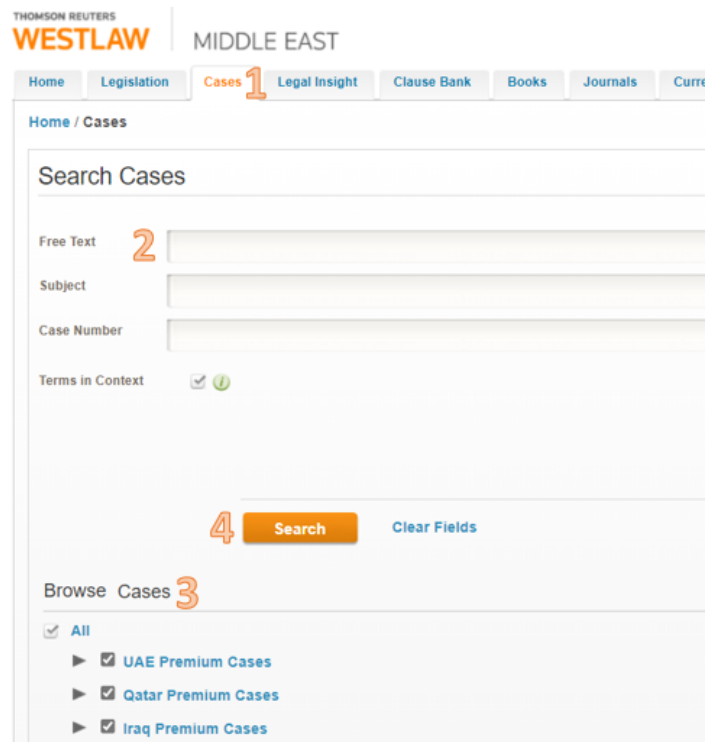 THOMSON REUTERS
WESTLAW MIDDLE EAST
Home Legislation Cases 1 Legal Insight Clause Bank Books Journals Curre
Home / Cases
Search Cases
Free Text 2
Subject
Case Number
Terms in Context i
4 Search Clear Fields
Browse Cases 3
All
UAE Premium Cases
Qatar Premium Cases
Iraq Premium Cases